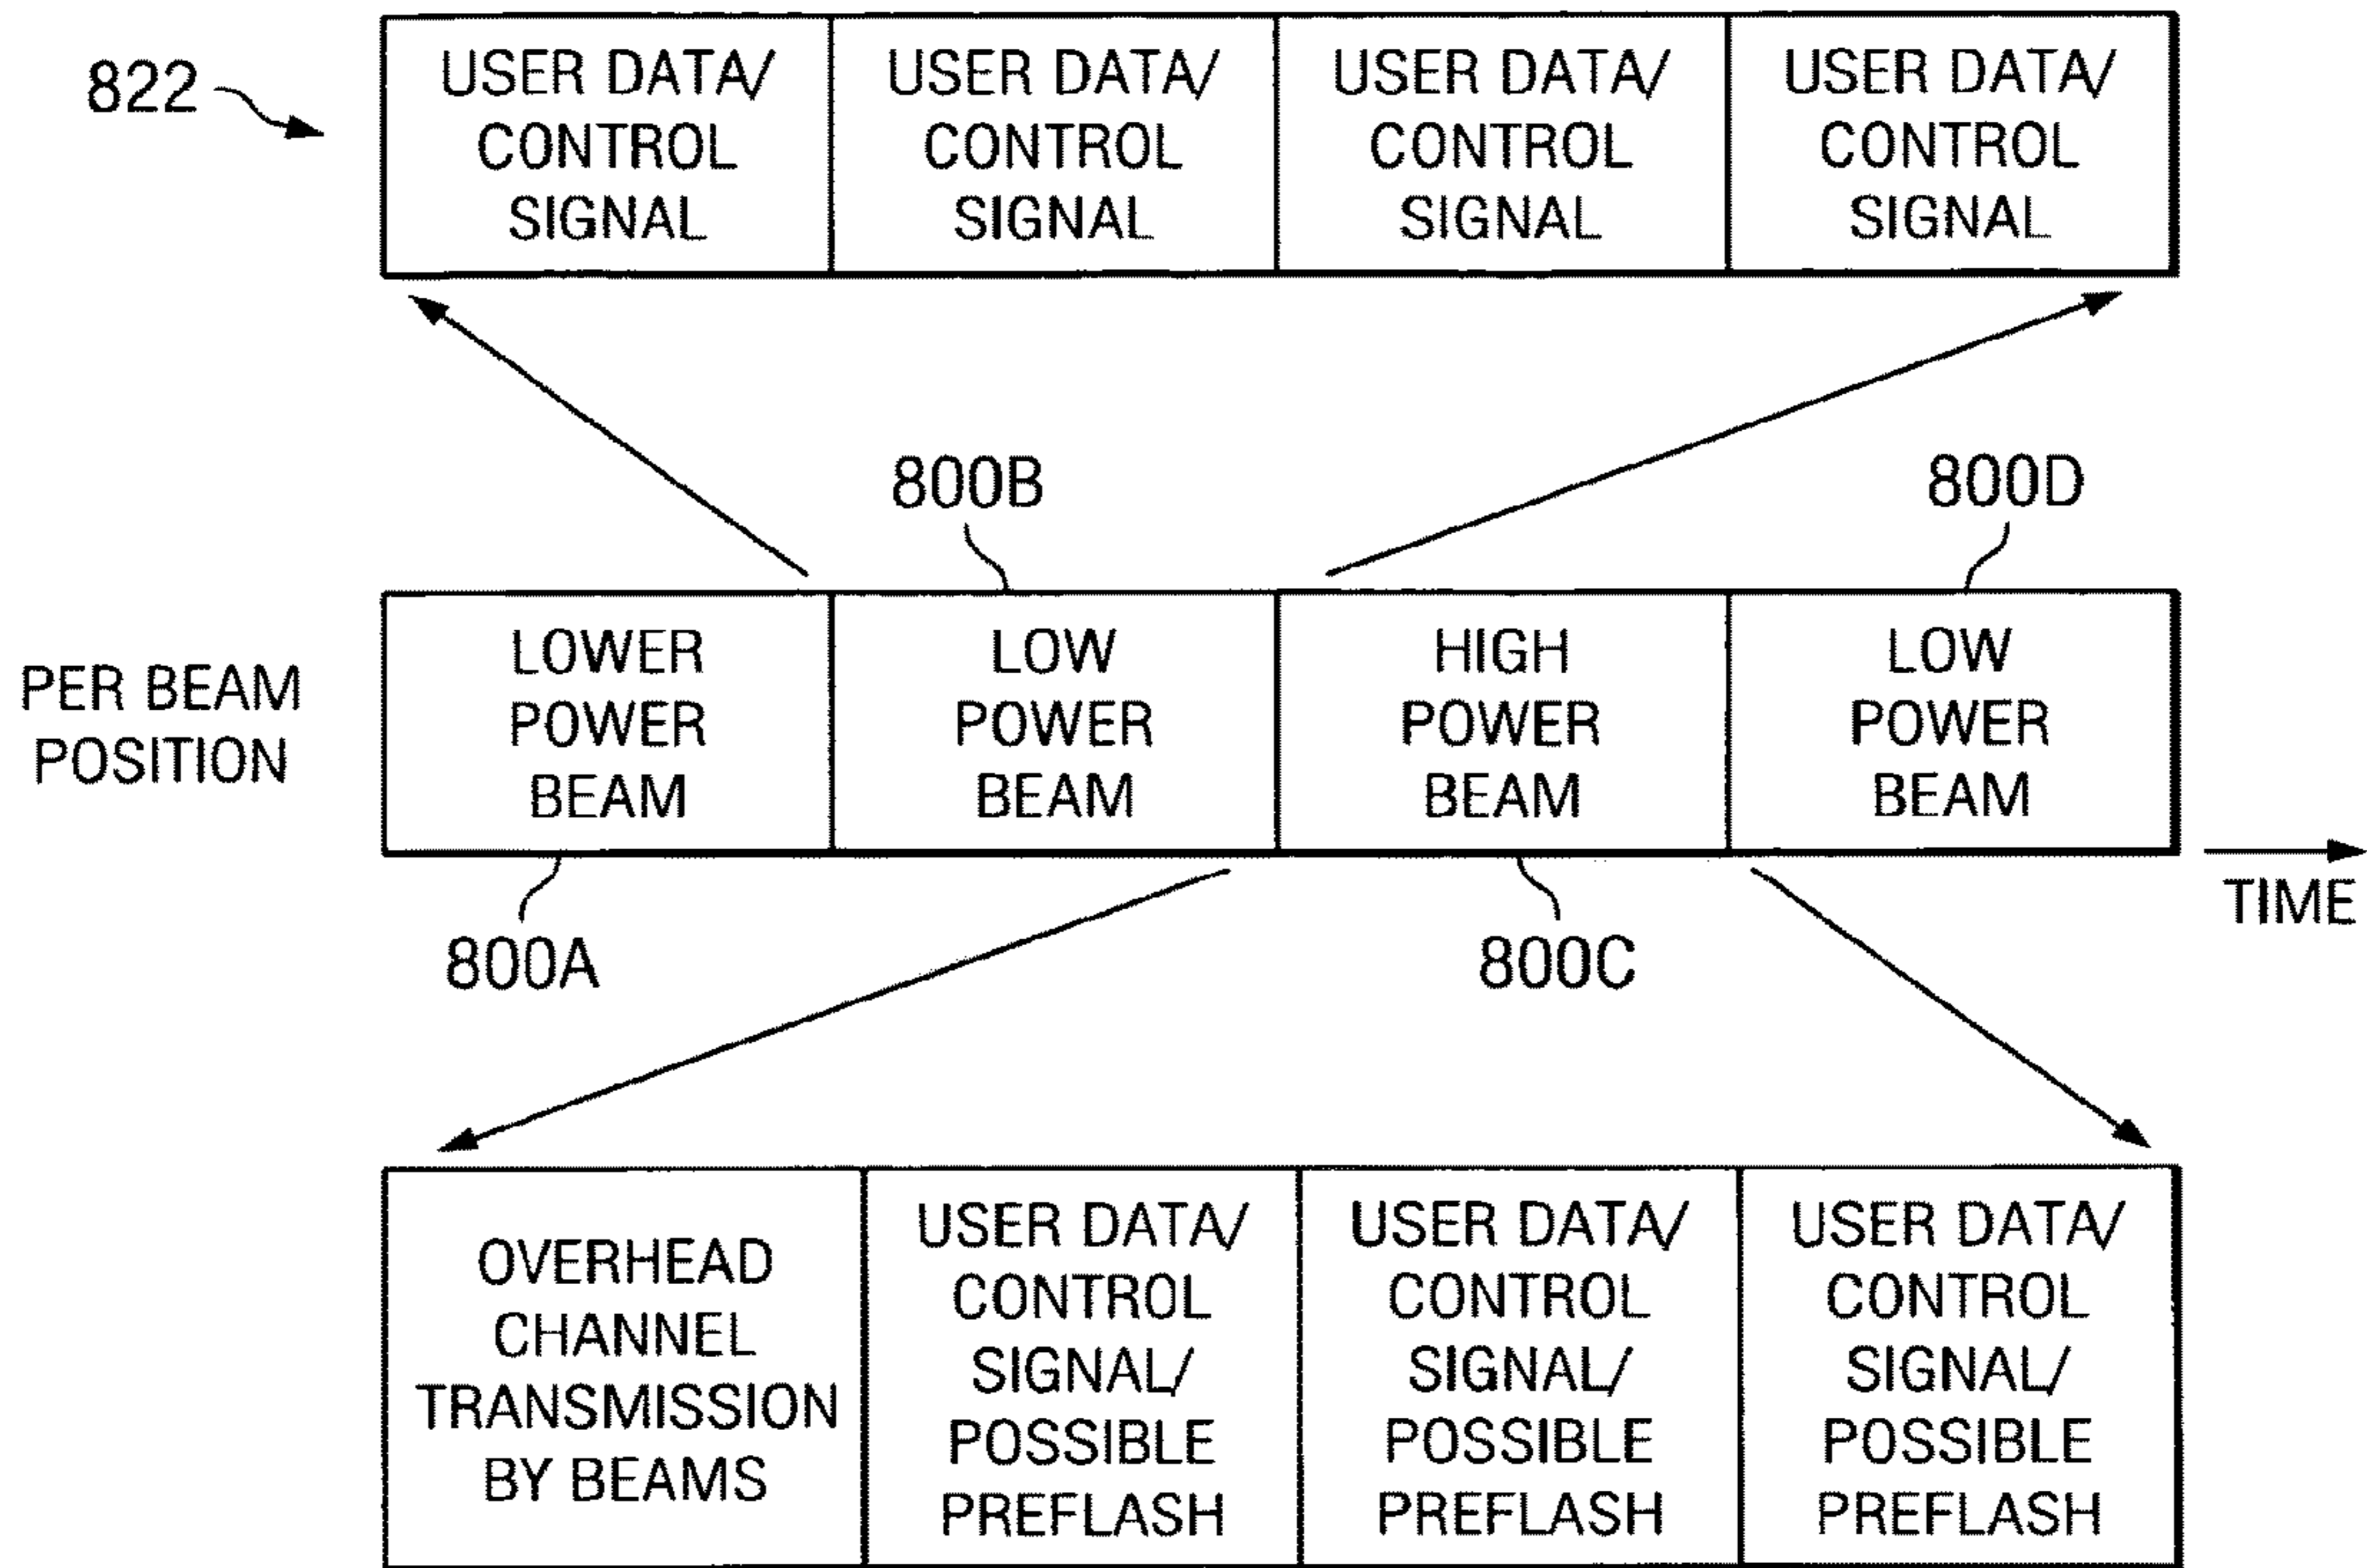 822
USER DATA/
CONTROL
SIGNAL
USER DATA/
CONTROL
SIGNAL
USER DATA/
CONTROL
SIGNAL
USER DATA/
CONTROL
SIGNAL
800B
800D
PER BEAM
POSITION
LOWER
POWER
BEAM
LOW
POWER
BEAM
HIGH
POWER
BEAM
LOW
POWER
BEAM
TIME
800A
800C
OVERHEAD
CHANNEL
TRANSMISSION
BY BEAMS
USER DATA/
CONTROL
SIGNAL/
POSSIBLE
PREFLASH
USER DATA/
CONTROL
SIGNAL/
POSSIBLE
PREFLASH
USER DATA/
CONTROL
SIGNAL/
POSSIBLE
PREFLASH